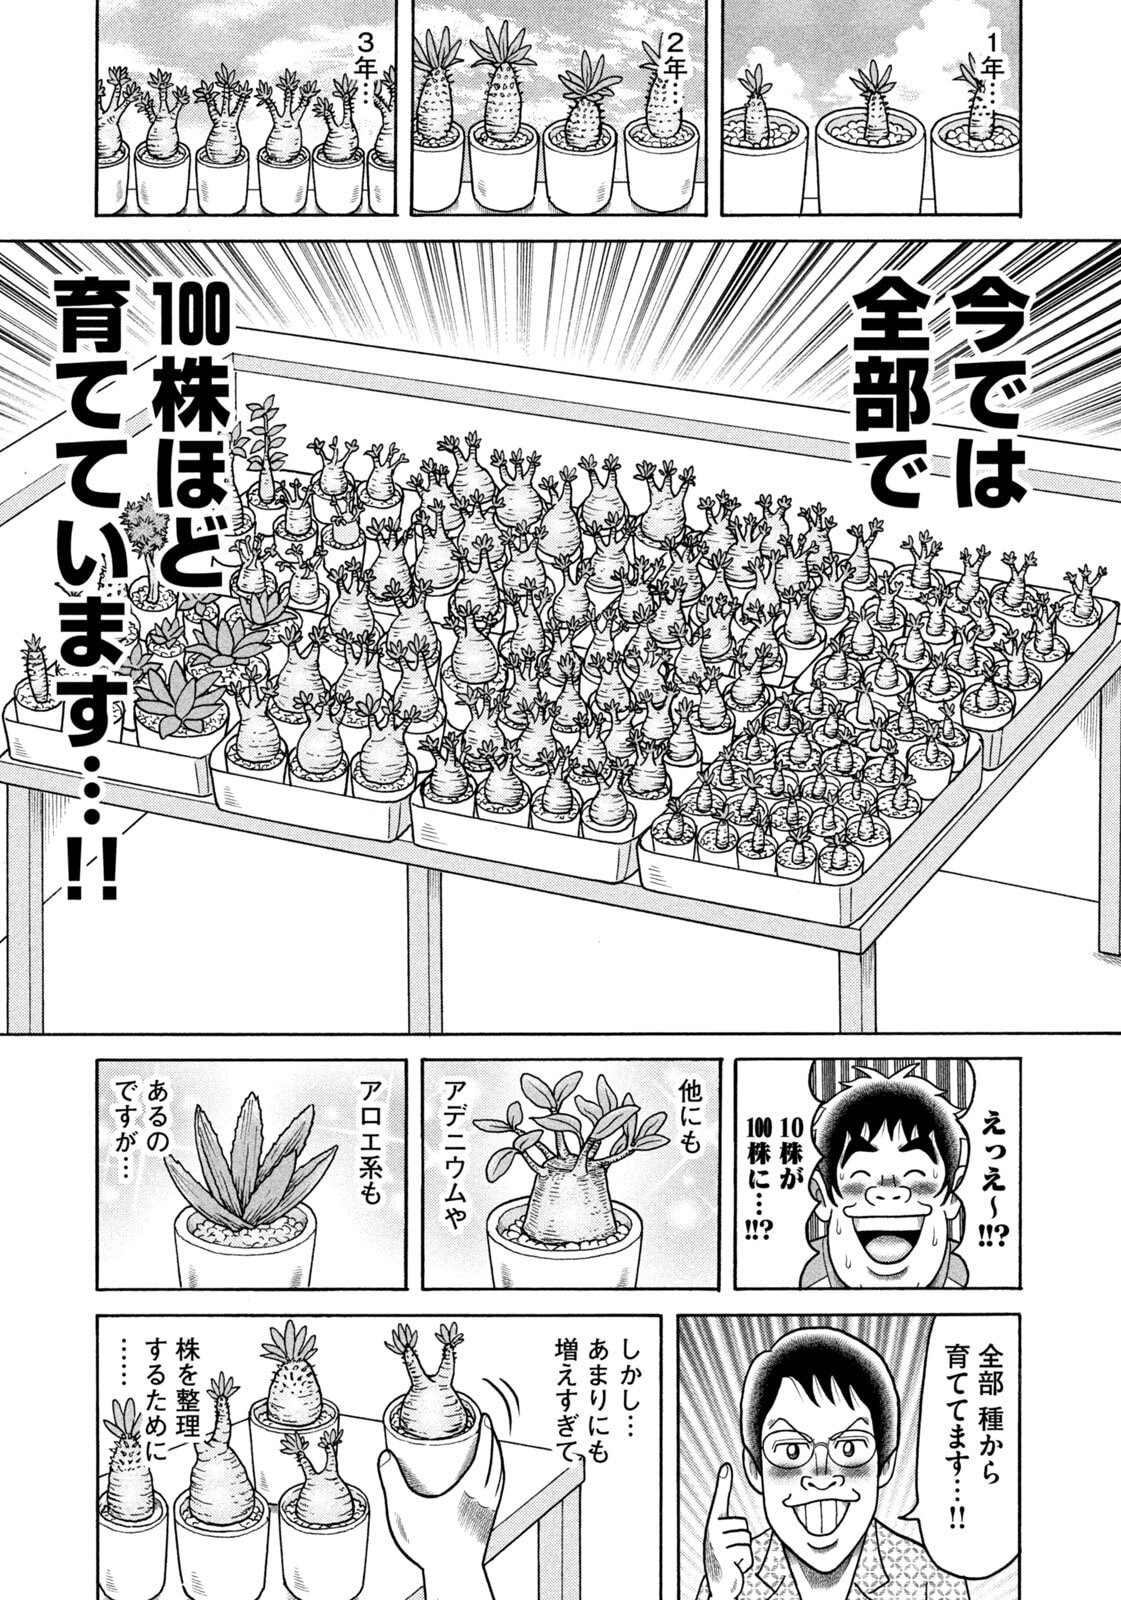 1年…
2年…
3年…
今では
全部で
100株ほど
育てています…!!
えっえ～!!?
10株が
100株に…!!?
他にも
アデニウムや
アロエ系も
あるの
ですが…
全部 種から
育ててます…!!
しかし…
あまりにも
増えすぎて
株を整理
するために
……